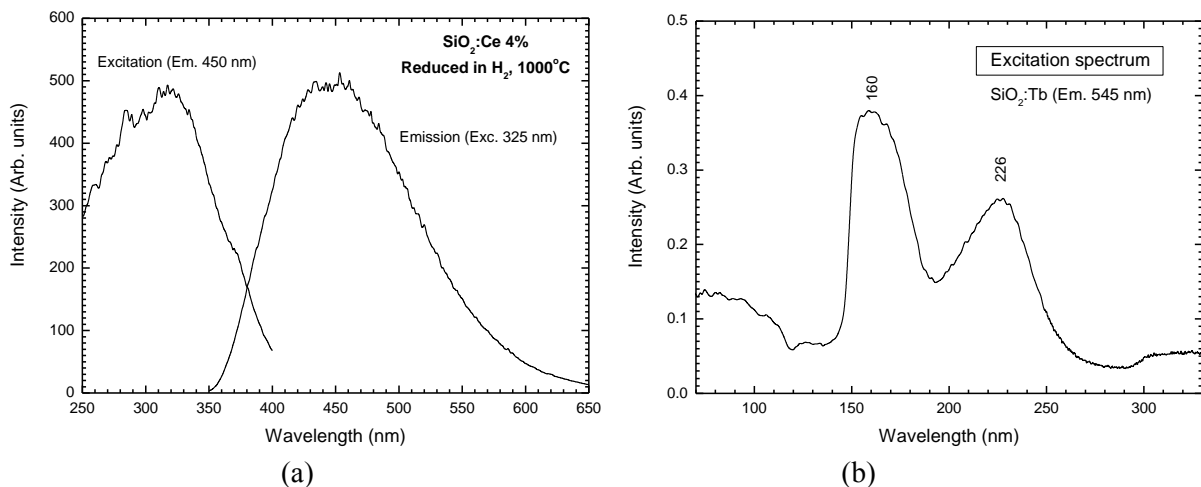 SiO2:Ce 4%
Reduced in H2, 1000°C
Excitation (Em. 450 nm)
Emission (Exc. 325 nm)
Intensity (Arb. units)
600
500
400
300
200
100
0
250 300 350 400 450 500 550 600 650
Wavelength (nm)
(a)
Excitation spectrum
SiO2:Tb (Em. 545 nm)
160
226
Intensity (Arb. units)
0.5
0.4
0.3
0.2
0.1
0.0
100 150 200 250 300
Wavelength (nm)
(b)